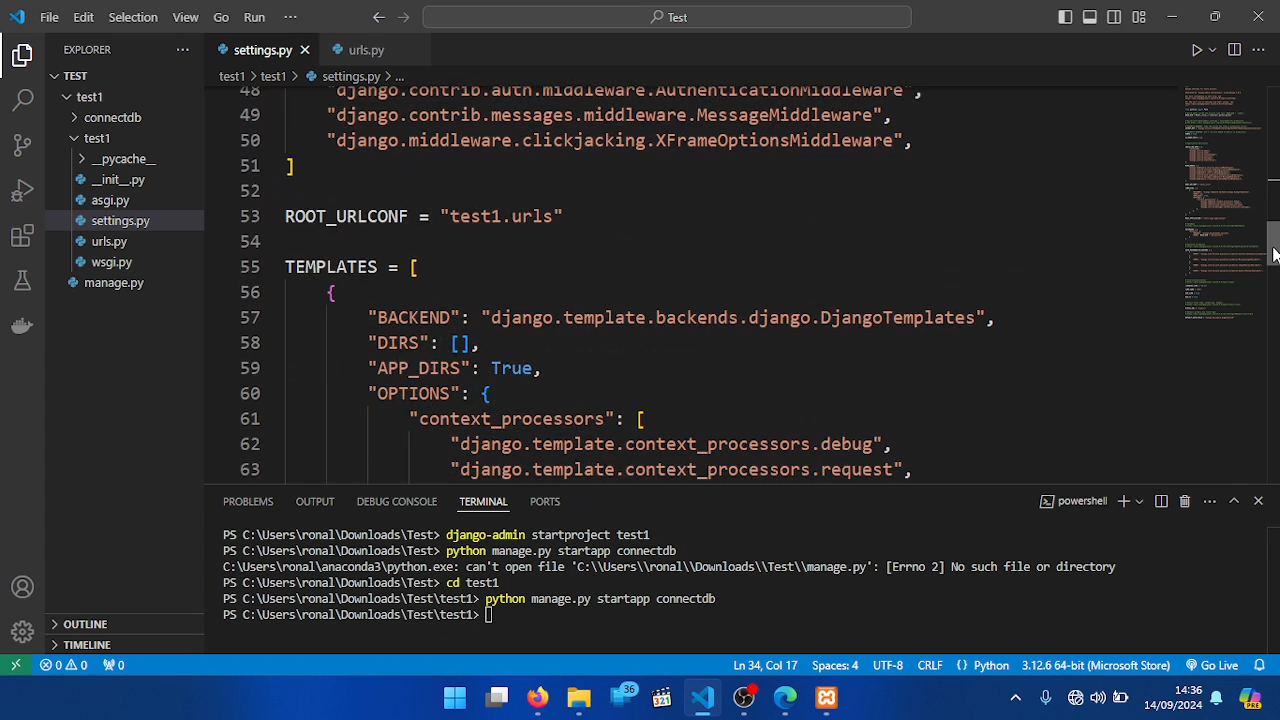 File Edit Selection View Go Run ··· Test
EXPLORER
settings.py
urls.py
TEST
test1 > test1 > settings.py > ...
test1
connectdb
test1
__pycache__
__init__.py
asgi.py
settings.py
urls.py
wsgi.py
manage.py
48 "django.contrib.auth.middleware.AuthenticationMiddleware",
49 "django.contrib.messages.middleware.MessageMiddleware",
50 "django.middleware.clickjacking.XFrameOptionsMiddleware",
51 ]
52
53 ROOT_URLCONF = "test1.urls"
54
55 TEMPLATES = [
56 {
57 "BACKEND": "django.template.backends.django.DjangoTemplates",
58 "DIRS": [],
59 "APP_DIRS": True,
60 "OPTIONS": {
61 "context_processors": [
62 "django.template.context_processors.debug",
63 "django.template.context_processors.request",
PROBLEMS OUTPUT DEBUG CONSOLE TERMINAL PORTS
powershell
PS C:\Users\ronal\Downloads\Test> django-admin startproject test1
PS C:\Users\ronal\Downloads\Test> python manage.py startapp connectdb
C:\Users\ronal\anaconda3\python.exe: can't open file 'C:\\Users\\ronal\\Downloads\\Test\\manage.py': [Errno 2] No such file or directory
PS C:\Users\ronal\Downloads\Test> cd test1
PS C:\Users\ronal\Downloads\Test\test1> python manage.py startapp connectdb
PS C:\Users\ronal\Downloads\Test\test1>
OUTLINE
TIMELINE
0 0 0 Ln 34, Col 17 Spaces: 4 UTF-8 CRLF {} Python 3.12.6 64-bit (Microsoft Store) Go Live
36
321
14:36
14/09/2024
PRE